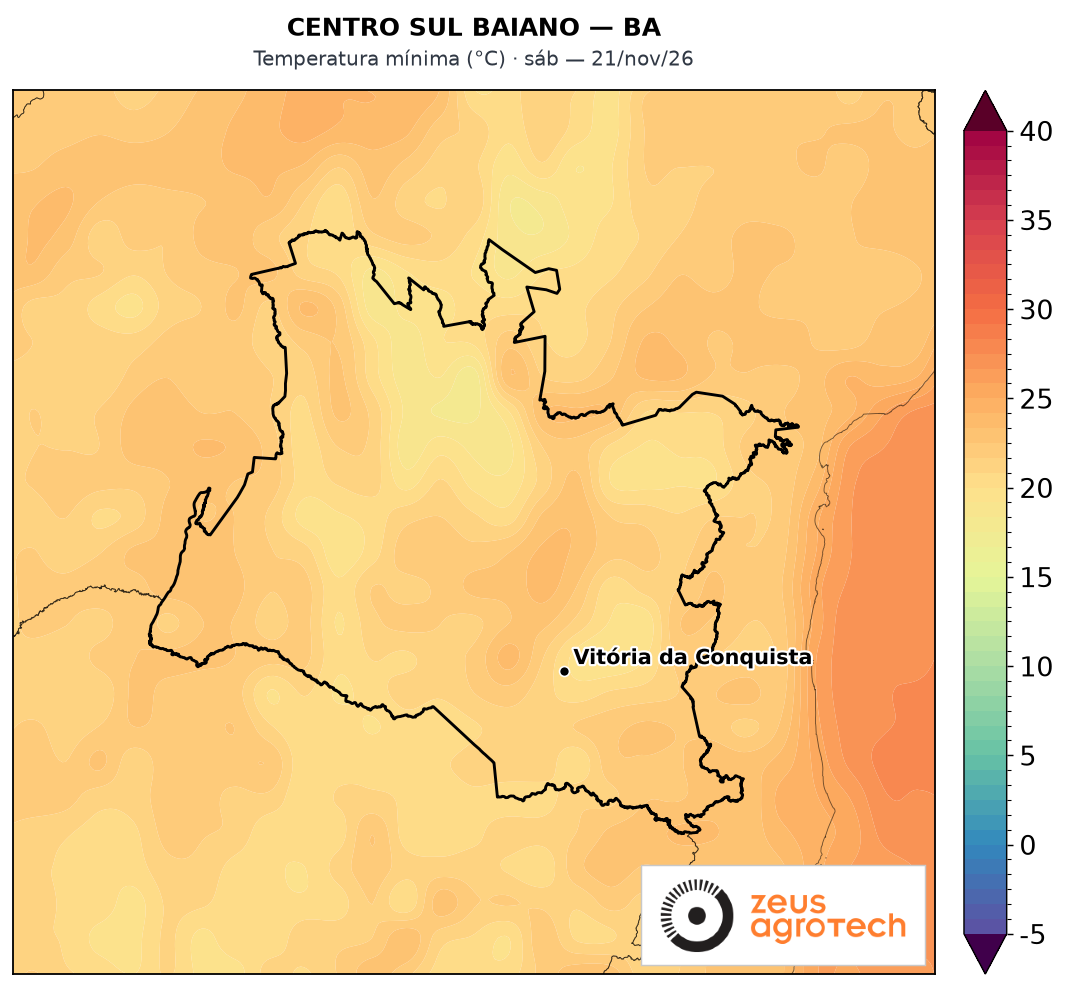 CENTRO SUL BAIANO — BA
Temperatura mínima (°C) · sáb — 21/nov/26
40
35
30
25
20
15
10
5
0
-5
Vitória da Conquista
zeus
agrotech